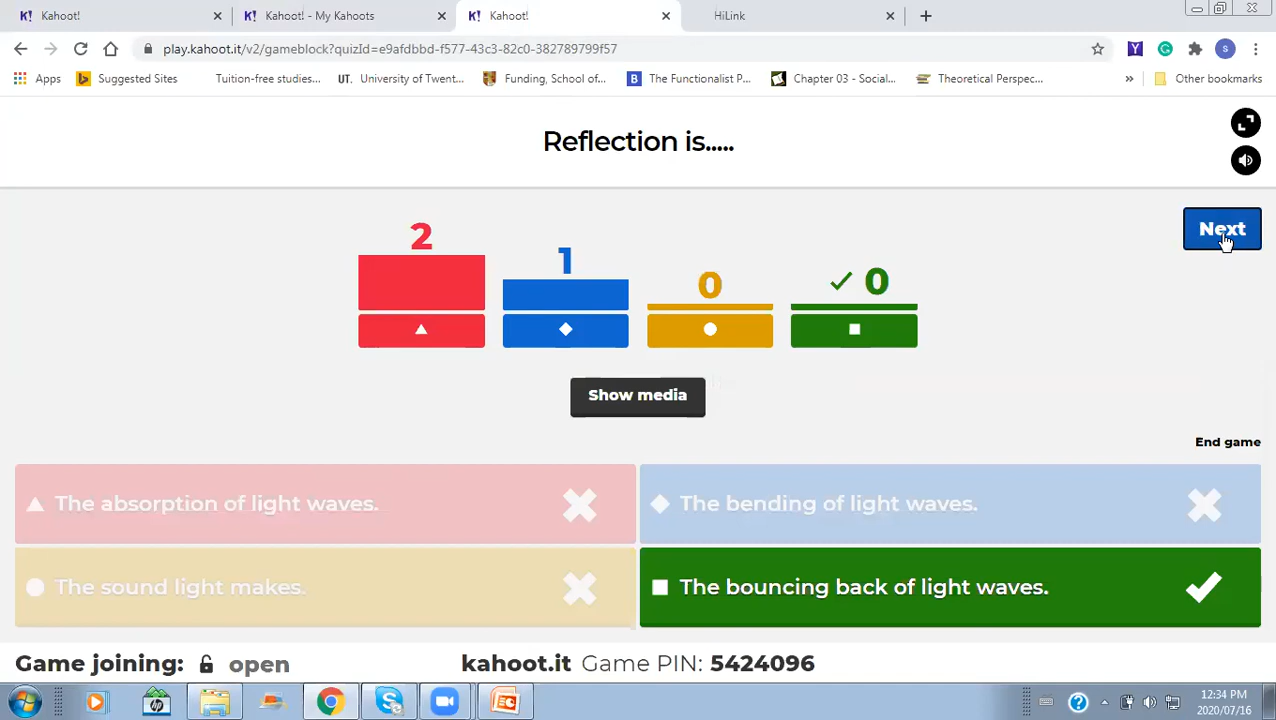 Kahoot!
Kahoot! - My Kahoots
Kahoot!
HiLink
play.kahoot.it/v2/gameblock?quizId=e9afdbbd-f577-43c3-82c0-382789799f57
Apps
Suggested Sites
Tuition-free studies...
UT. University of Twent...
Funding, School of...
B The Functionalist P...
Chapter 03 - Social...
Theoretical Perspec...
Other bookmarks
Reflection is.....
Next
2
1
0
0
Show media
End game
The absorption of light waves.
The bending of light waves.
The sound light makes.
The bouncing back of light waves.
Game joining: open
kahoot.it Game PIN: 5424096
12:34 PM
2020/07/16